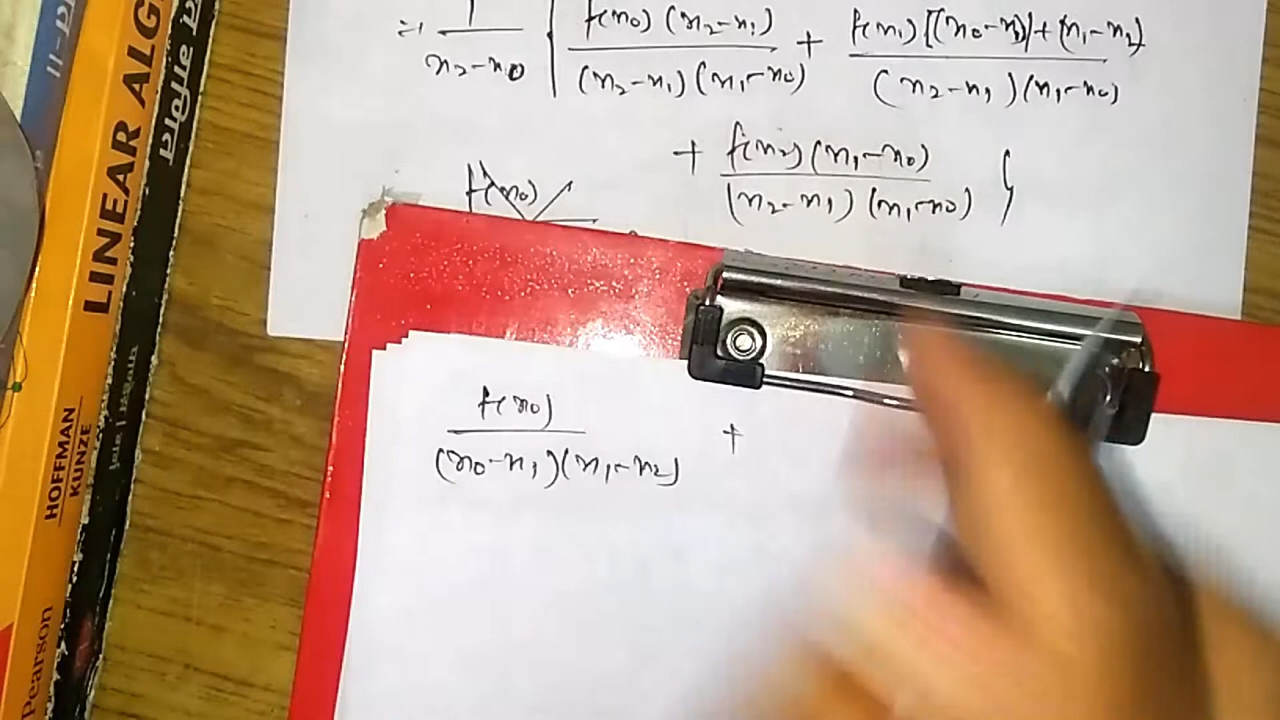 = 1/(x₂-x₀) { f(x₀)(x₂-x₁)/(x₂-x₁)(x₁-x₀) + f(x₁)[(x₀-x₁)+(x₁-x₂)/(x₂-x₁)(x₁-x₀)
+ f(x₂)(x₁-x₀)/(x₂-x₁)(x₁-x₀) }
f(x₀)
f(x₀)/(x₀-x₁)(x₁-x₂) +
LINEAR ALG
HOFFMAN
KUNZE
Pearson